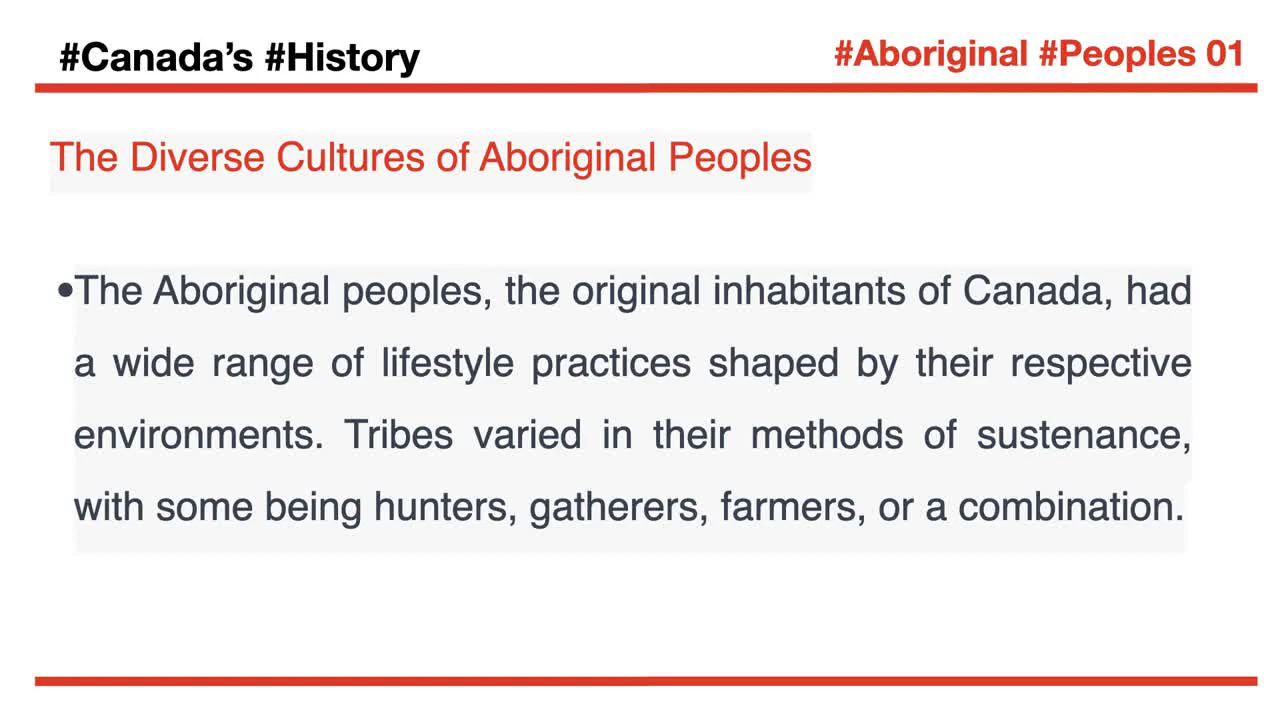 #Canada’s #History
#Aboriginal #Peoples 01
The Diverse Cultures of Aboriginal Peoples
•The Aboriginal peoples, the original inhabitants of Canada, had
a wide range of lifestyle practices shaped by their respective
environments. Tribes varied in their methods of sustenance,
with some being hunters, gatherers, farmers, or a combination.